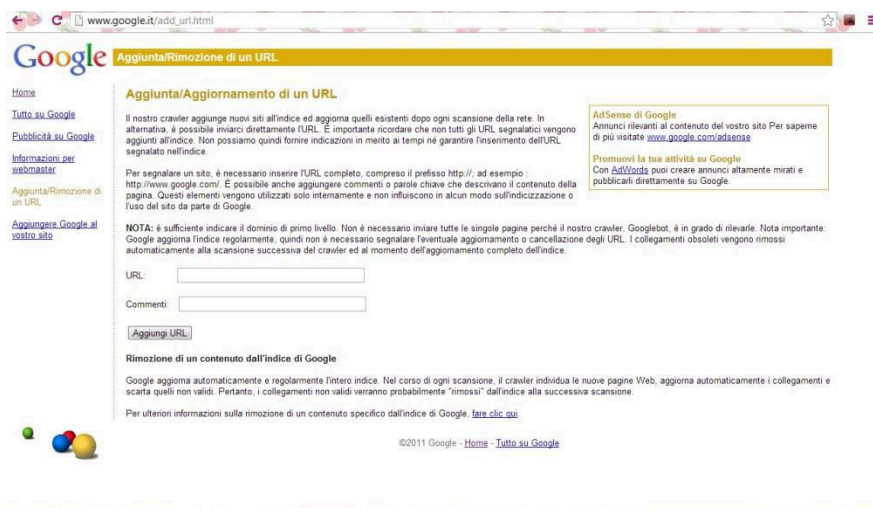 www.google.it/add_url.html
Google
Aggiunta/Rimozione di un URL
Home
Tutto su Google
Pubblicità su Google
Informazioni per
webmaster
Aggiunta/Rimozione di
un URL
Aggiungere Google al
vostro sito
Aggiunta/Aggiornamento di un URL
Il nostro crawler aggiunge nuovi siti all'indice ed aggiorna quelli esistenti dopo ogni scansione della rete. In
alternativa, è possibile inviarci direttamente l'URL. É importante ricordare che non tutti gli URL segnalatici vengono
aggiunti all'indice. Non possiamo quindi fornire indicazioni in merito ai tempi né garantire l'inserimento dell'URL
segnalato nell'indice.
Per segnalare un sito, è necessario inserire l'URL completo, compreso il prefisso http://; ad esempio :
http://www.google.com/. É possibile anche aggiungere commenti o parole chiave che descrivano il contenuto della
pagina. Questi elementi vengono utilizzati solo internamente e non influiscono in alcun modo sull'indicizzazione o
l'uso del sito da parte di Google.
AdSense di Google
Annunci rilevanti al contenuto del vostro sito Per saperne
di più visitate www.google.com/adsense
Promuovi la tua attività su Google
Con AdWords puoi creare annunci altamente mirati e
pubblicarli direttamente su Google.
NOTA: è sufficiente indicare il dominio di primo livello. Non è necessario inviare tutte le singole pagine perché il nostro crawler, Googlebot, è in grado di rilevarle. Nota importante:
Google aggiorna l'indice regolarmente, quindi non è necessario segnalare l'eventuale aggiornamento o cancellazione degli URL. I collegamenti obsoleti vengono rimossi
automaticamente alla scansione successiva del crawler ed al momento dell'aggiornamento completo dell'indice.
URL:
Commenti:
Aggiungi URL
Rimozione di un contenuto dall'indice di Google
Google aggiorna automaticamente e regolarmente l'intero indice. Nel corso di ogni scansione, il crawler individua le nuove pagine Web, aggiorna automaticamente i collegamenti e
scarta quelli non validi. Pertanto, i collegamenti non validi verranno probabilmente "rimossi" dall'indice alla successiva scansione.
Per ulteriori informazioni sulla rimozione di un contenuto specifico dall'indice di Google, fare clic qui.
©2011 Google - Home - Tutto su Google